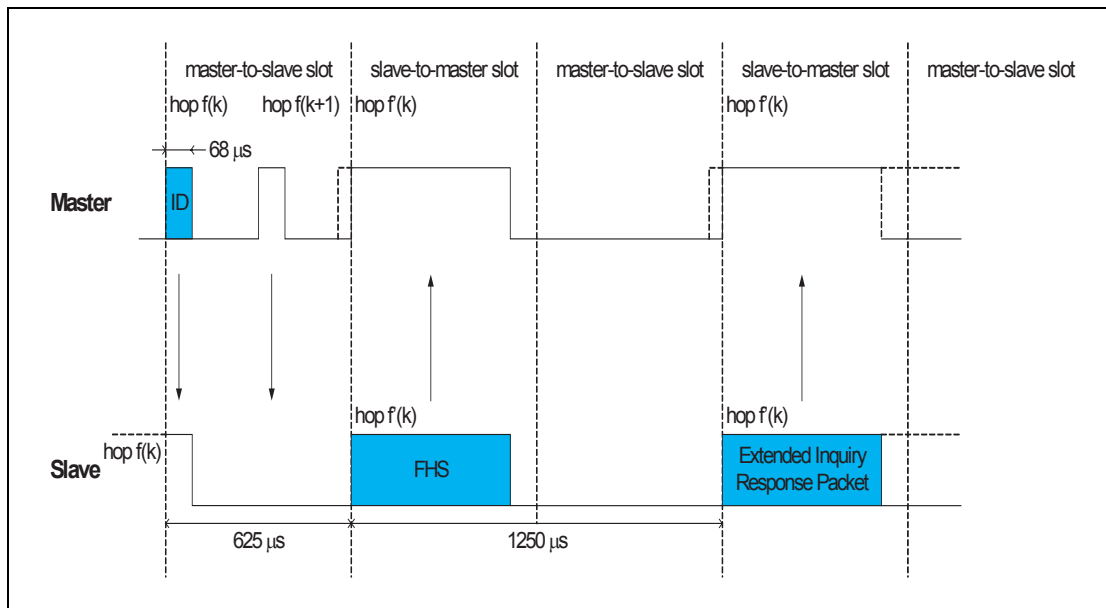 master-to-slave slot
slave-to-master slot
master-to-slave slot
slave-to-master slot
master-to-slave slot
hop f(k)
hop f(k+1)
hop f'(k)
hop f'(k)
68 μs
Master
ID
hop f'(k)
hop f'(k)
hop f(k)
Slave
FHS
Extended Inquiry
Response Packet
625 μs
1250 μs